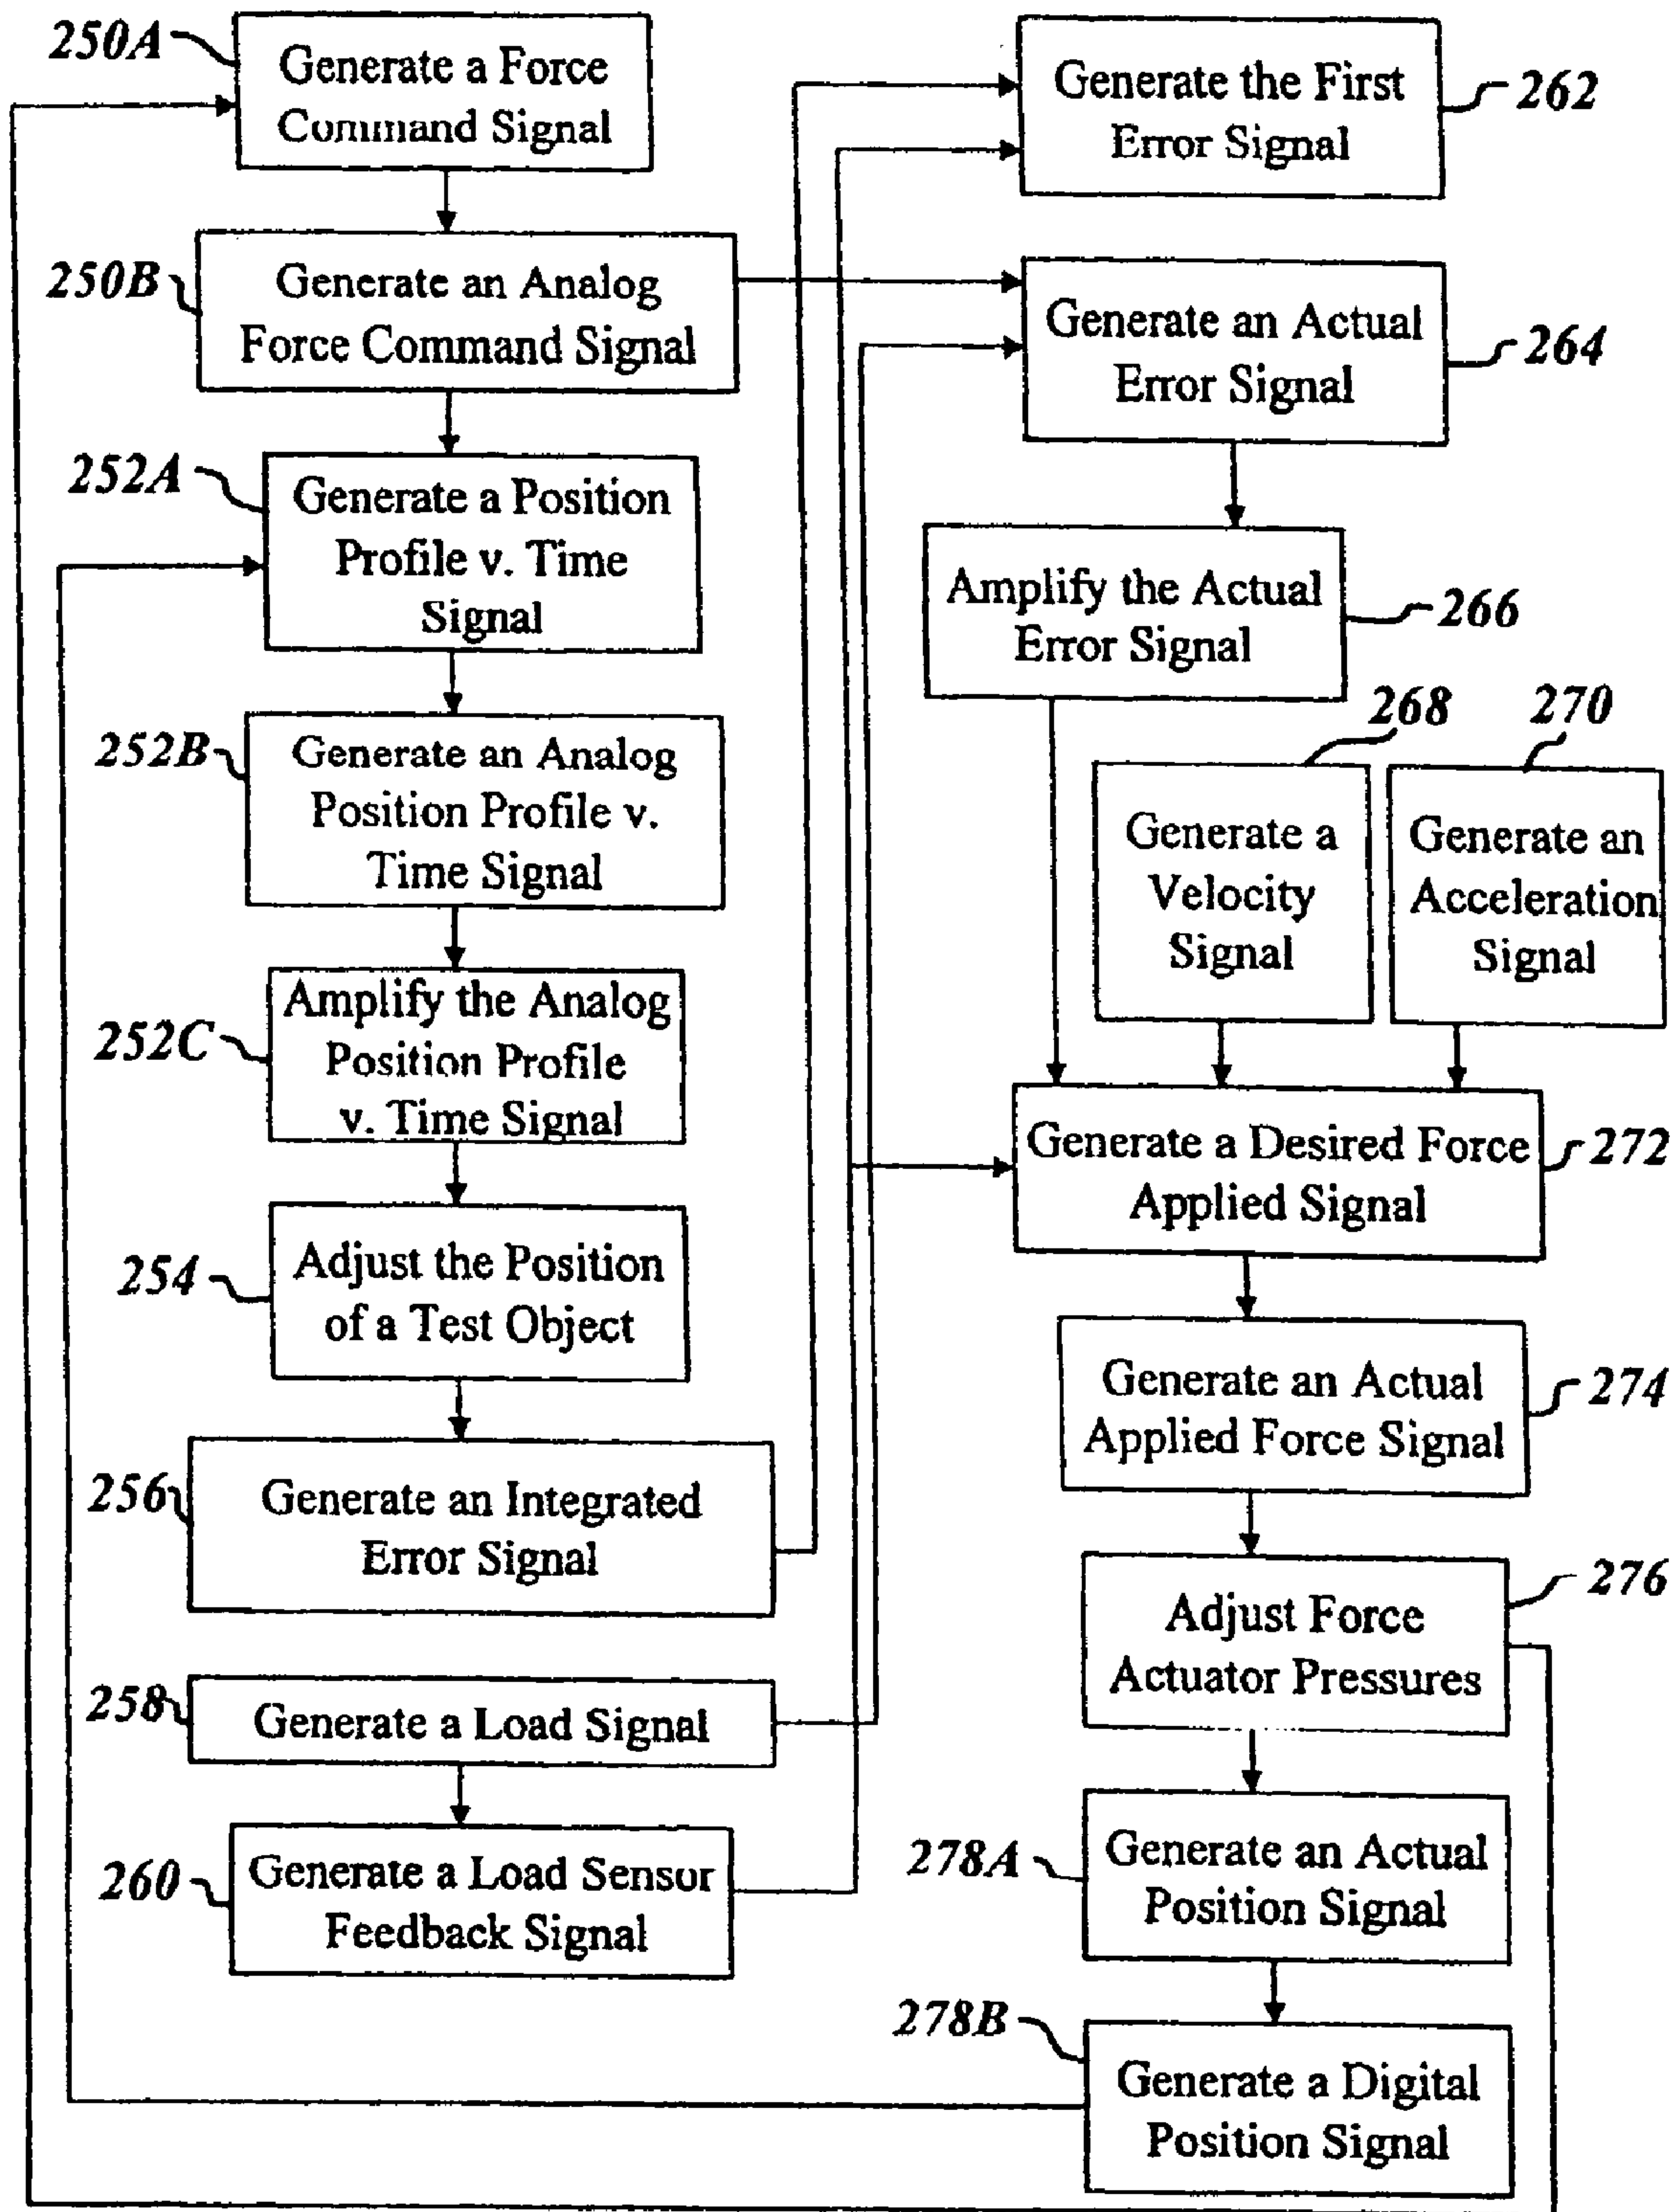 250A
Generate a Force
Command Signal
250B
Generate an Analog
Force Command Signal
252A
Generate a Position
Profile v. Time
Signal
252B
Generate an Analog
Position Profile v.
Time Signal
252C
Amplify the Analog
Position Profile
v. Time Signal
254
Adjust the Position
of a Test Object
256
Generate an Integrated
Error Signal
258
Generate a Load Signal
260
Generate a Load Sensor
Feedback Signal
Generate the First
Error Signal
262
Generate an Actual
Error Signal
264
Amplify the Actual
Error Signal
266
268
Generate a
Velocity
Signal
270
Generate an
Acceleration
Signal
Generate a Desired Force
Applied Signal
272
Generate an Actual
Applied Force Signal
274
Adjust Force
Actuator Pressures
276
278A
Generate an Actual
Position Signal
278B
Generate a Digital
Position Signal